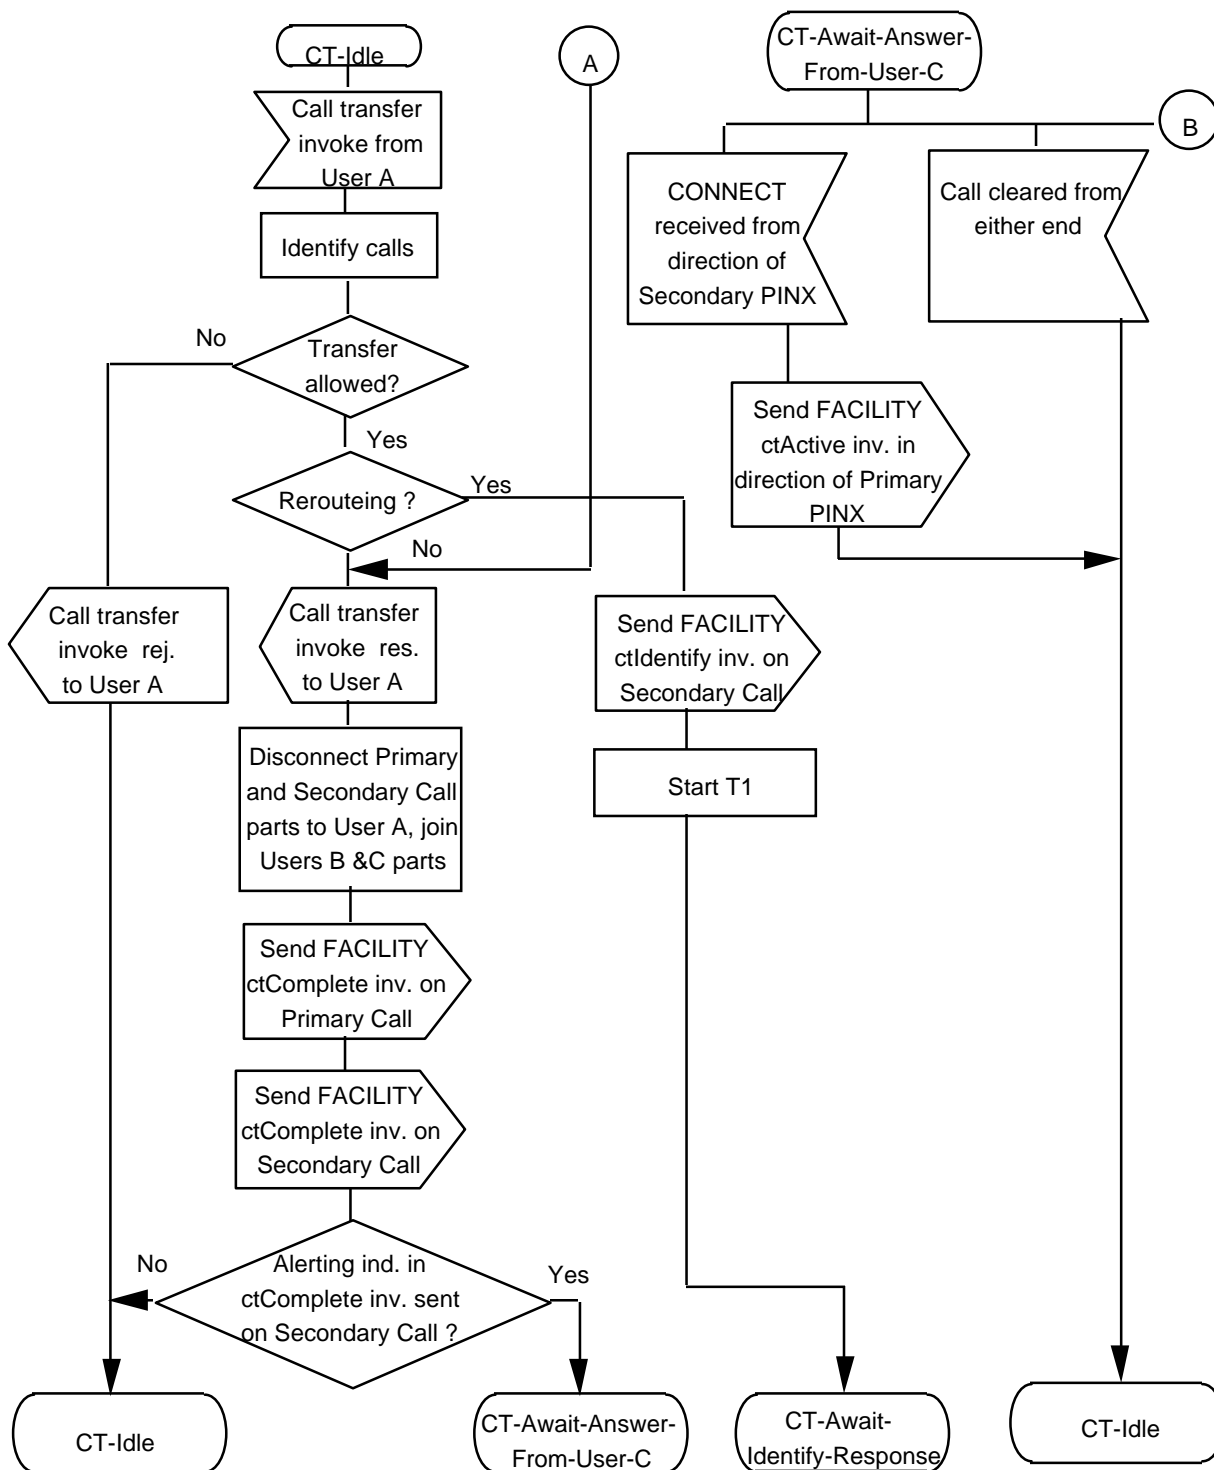 CT-Idle
Call transfer
invoke from
User A
Identify calls
No
Transfer
allowed?
Yes
Rerouteing ?
Yes
No
Call transfer
invoke  rej.
to User A
Call transfer
invoke  res.
to User A
Send FACILITY
ctIdentify inv. on
Secondary Call
Disconnect Primary
and Secondary Call
parts to User A, join
Users B &C parts
Start T1
Send FACILITY
ctComplete inv. on
Primary Call
Send FACILITY
ctComplete inv. on
Secondary Call
No
Alerting ind. in
ctComplete inv. sent
on Secondary Call ?
Yes
CT-Idle
CT-Await-Answer-
From-User-C
CT-Await-
Identify-Response
A
CT-Await-Answer-
From-User-C
B
CONNECT
received from
direction of
Secondary PINX
Call cleared from
either end
Send FACILITY
ctActive inv. in
direction of Primary
PINX
CT-Idle